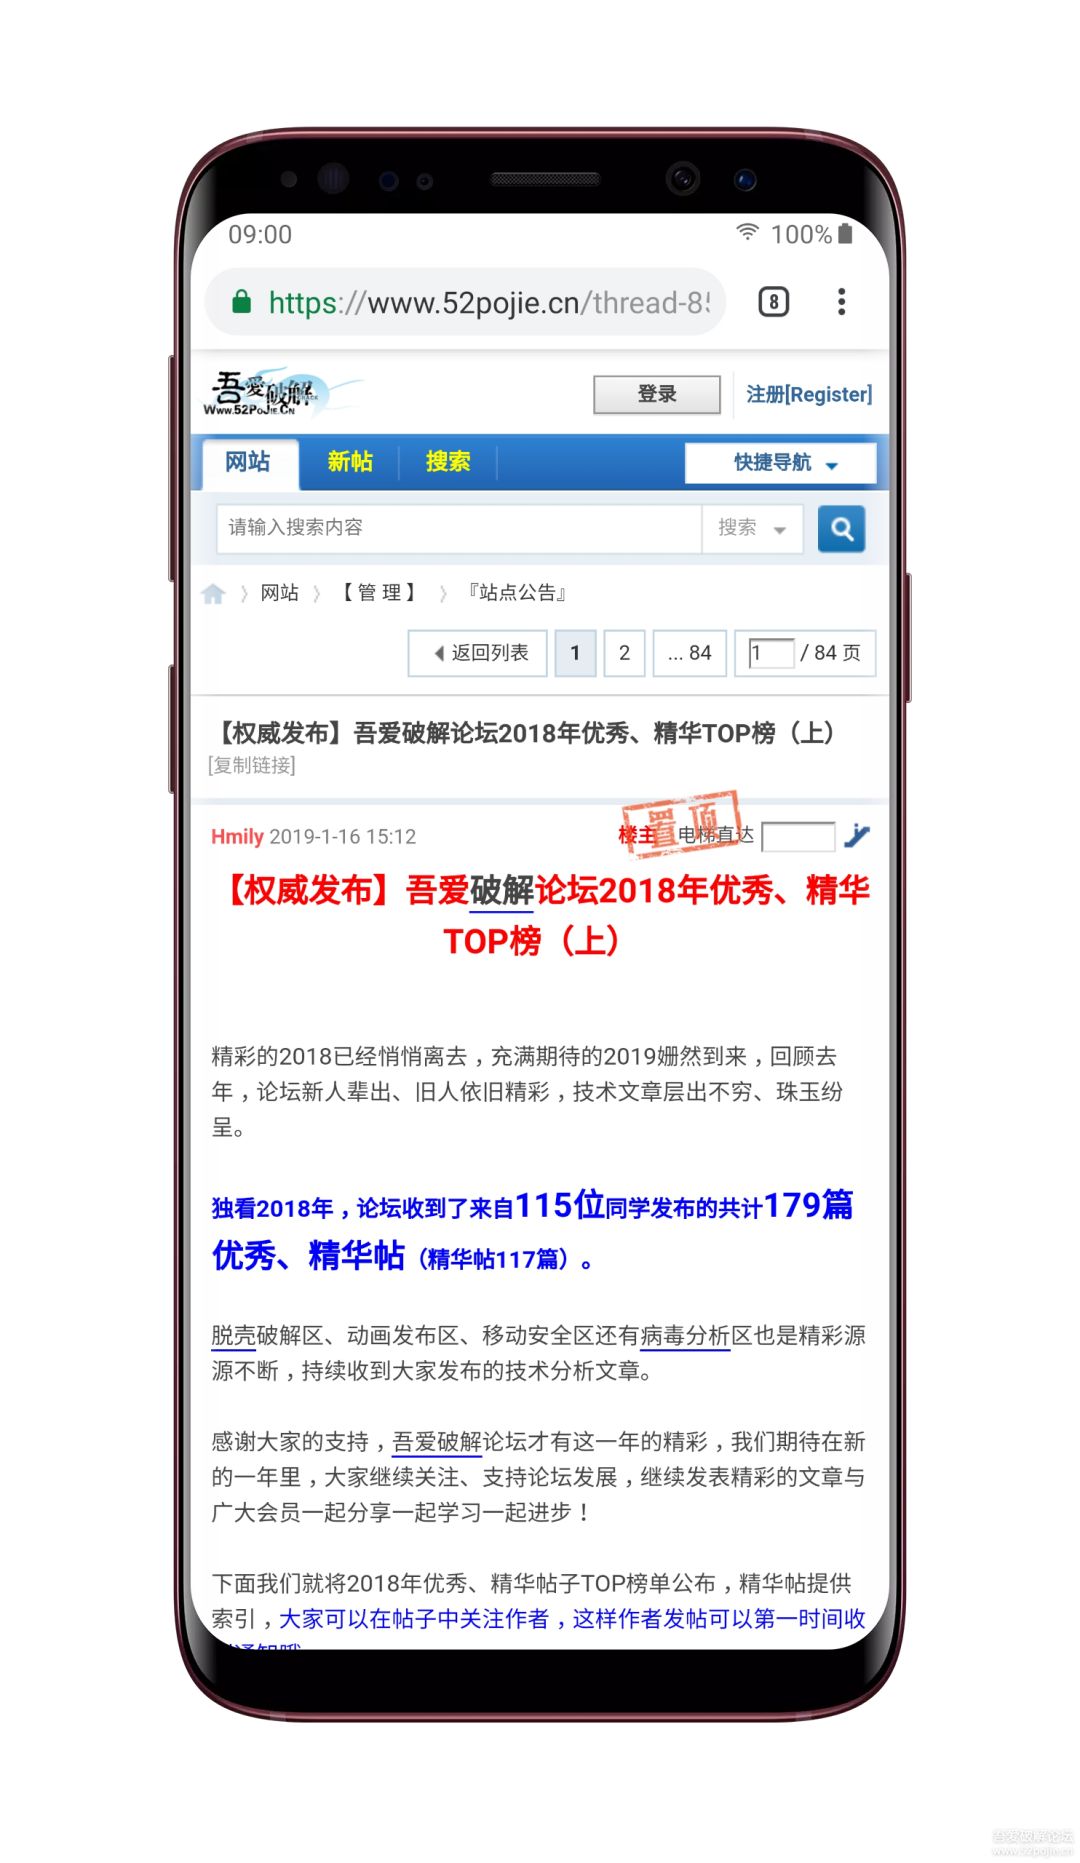 09:00 100%
https://www.52pojie.cn/thread-8
8
吾愛破解
www.52PoJie.Cn
登录 注册[Register]
网站 新帖 搜索 快捷导航
请输入搜索内容 搜索
网站 【 管 理 】 『站点公告』
返回列表 1 2 ... 84 1 / 84 页
【权威发布】吾爱破解论坛2018年优秀、精华TOP榜（上）
[复制链接]
置顶
Hmily 2019-1-16 15:12 楼主 电梯直达
【权威发布】吾爱破解论坛2018年优秀、精华
TOP榜（上）
精彩的2018已经悄悄离去，充满期待的2019姗然到来，回顾去
年，论坛新人辈出、旧人依旧精彩，技术文章层出不穷、珠玉纷
呈。
独看2018年，论坛收到了来自115位同学发布的共计179篇
优秀、精华帖（精华帖117篇）。
脱壳破解区、动画发布区、移动安全区还有病毒分析区也是精彩源
源不断，持续收到大家发布的技术分析文章。
感谢大家的支持，吾爱破解论坛才有这一年的精彩，我们期待在新
的一年里，大家继续关注、支持论坛发展，继续发表精彩的文章与
广大会员一起分享一起学习一起进步！
下面我们就将2018年优秀、精华帖子TOP榜单公布，精华帖提供
索引，大家可以在帖子中关注作者，这样作者发帖可以第一时间收
吾爱破解论坛
www.52pojie.cn